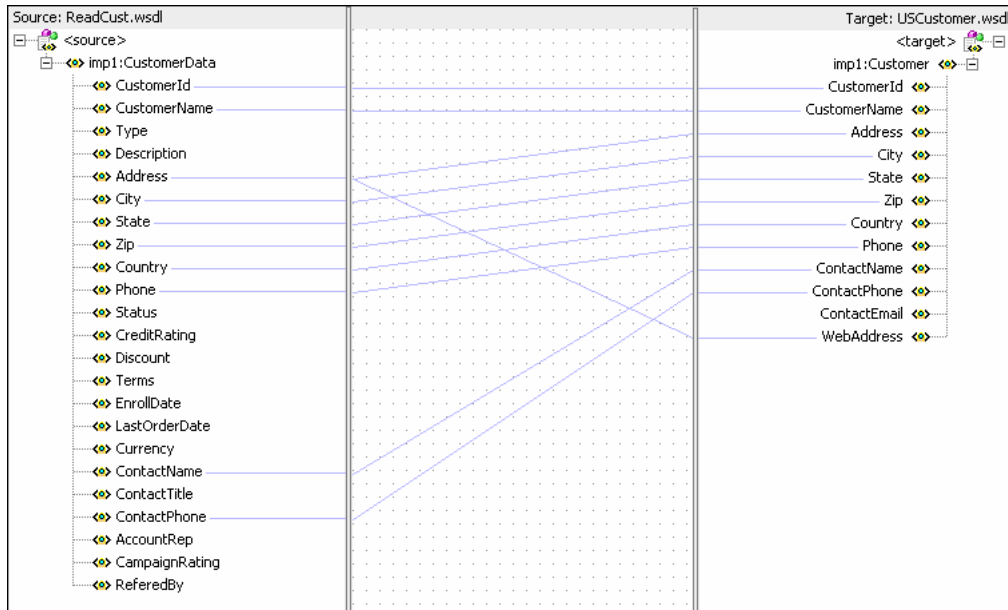 Source: ReadCust.wsdl
<source>
imp1:CustomerData
CustomerId
CustomerName
Type
Description
Address
City
State
Zip
Country
Phone
Status
CreditRating
Discount
Terms
EnrollDate
LastOrderDate
Currency
ContactName
ContactTitle
ContactPhone
AccountRep
CampaignRating
ReferedBy
Target: USCustomer.wsdl
<target>
imp1:Customer
CustomerId
CustomerName
Address
City
State
Zip
Country
Phone
ContactName
ContactPhone
ContactEmail
WebAddress